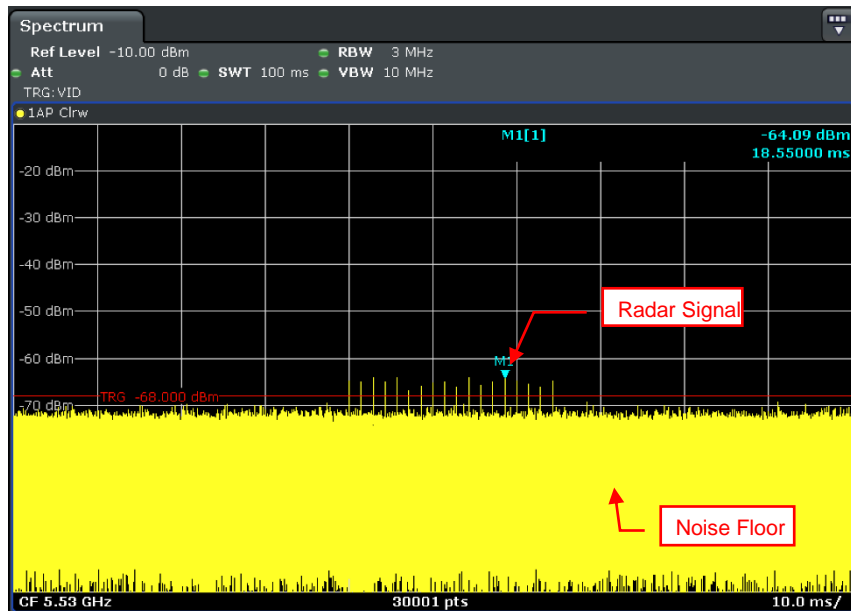 Spectrum
Ref Level -10.00 dBm RBW 3 MHz
Att 0 dB SWT 100 ms VBW 10 MHz
TRG:VID
1AP Clrw
M1[1] -64.09 dBm
18.55000 ms
-20 dBm
-30 dBm
-40 dBm
-50 dBm
Radar Signal
-60 dBm
M1
TRG -68.000 dBm
-70 dBm
Noise Floor
CF 5.53 GHz 30001 pts 10.0 ms/